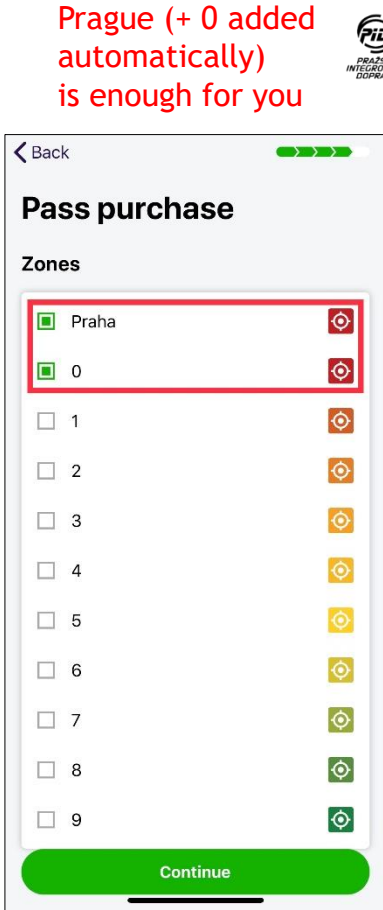 Prague (+ 0 added
automatically)
is enough for you
Back
Pass purchase
Zones
Praha
0
1
2
3
4
5
6
7
8
9
Continue